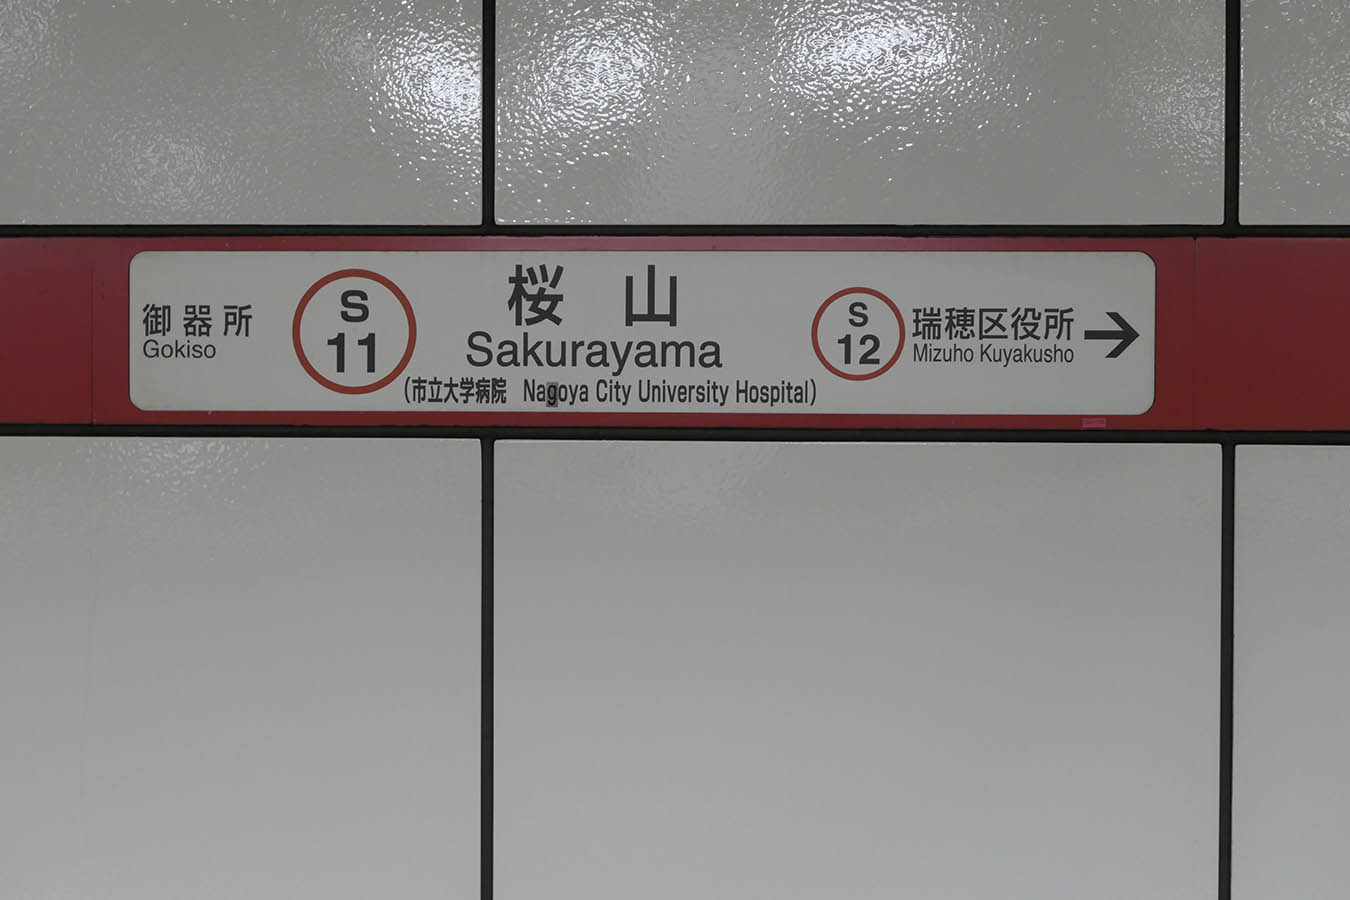 御器所
Gokiso
S
11
桜山
Sakurayama
(市立大学病院 Nagoya City University Hospital)
S
12
瑞穂区役所
Mizuho Kuyakusho
→